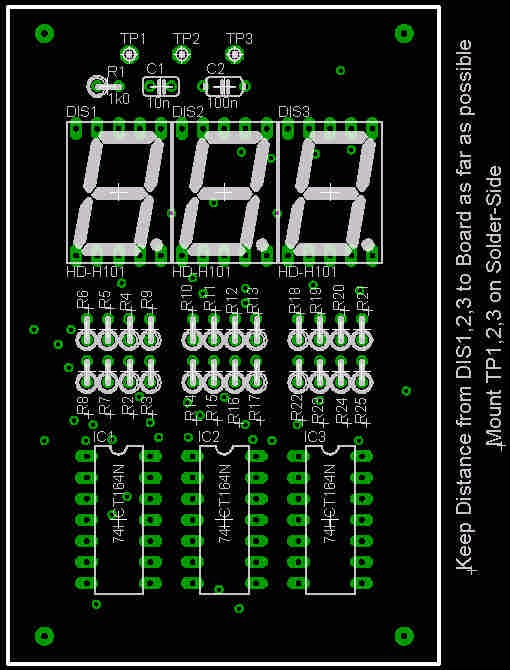 TP1 TP2 TP3
R1 C1 C2
1k0 10n 100n
DIS1 DIS2 DIS3
HD-H101 HD-H101 HD-H101
R6 R5 R4 R9 R10 R11 R12 R13 R18 R19 R20 R21
R8 R7 R2 R3 R14 R15 R16 R17 R22 R23 R24 R25
IC1 IC2 IC3
74HCT164N 74HCT164N 74HCT164N
Keep Distance from DIS1,2,3 to Board as far as possible
Mount TP1,2,3 on Solder-Side